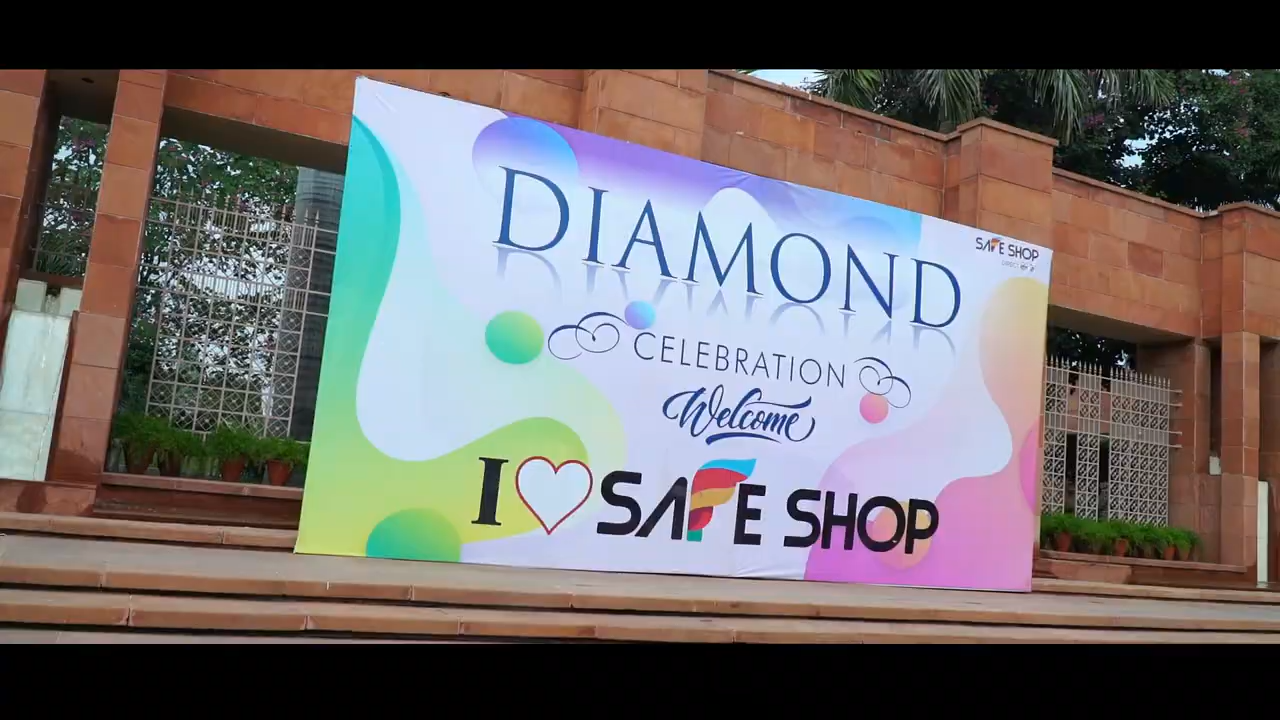 DIAMOND
SAFE SHOP
CELEBRATION
Welcome
I SAFE SHOP